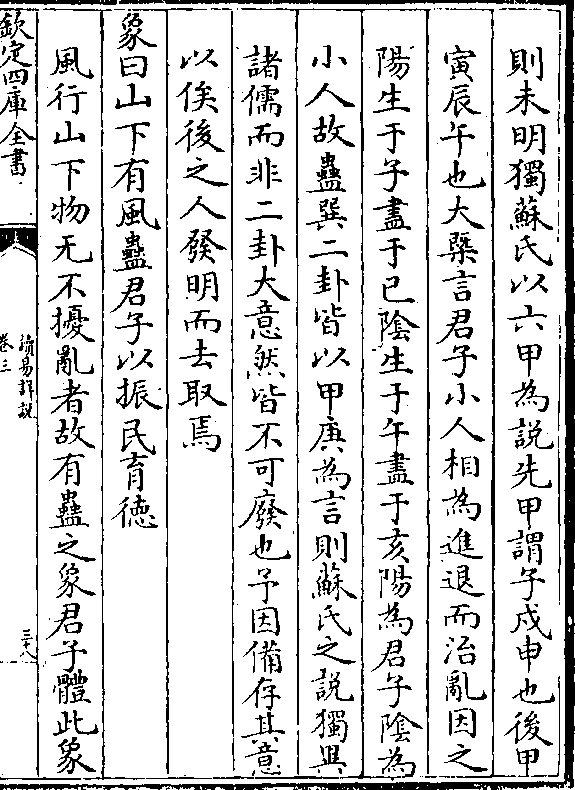 則未明獨蘇氏以六甲為說先甲謂子戍申也後甲
寅辰午也大槩言君子小人相為進退而治亂因之
陽生于子盡于已陰生于午盡于亥陽為君子陰為
小人故蠱巽二卦皆以甲庚為言則蘇氏之說獨異
諸儒而非二卦大意然皆不可廢也予因備存其意
以俟後之人發明而去取焉
象曰山下有風蠱君子以振民育徳
風行山下物无不擾亂者故有蠱之象君子體此象
欽定四庫全書
讀易詳說
卷三
三十八